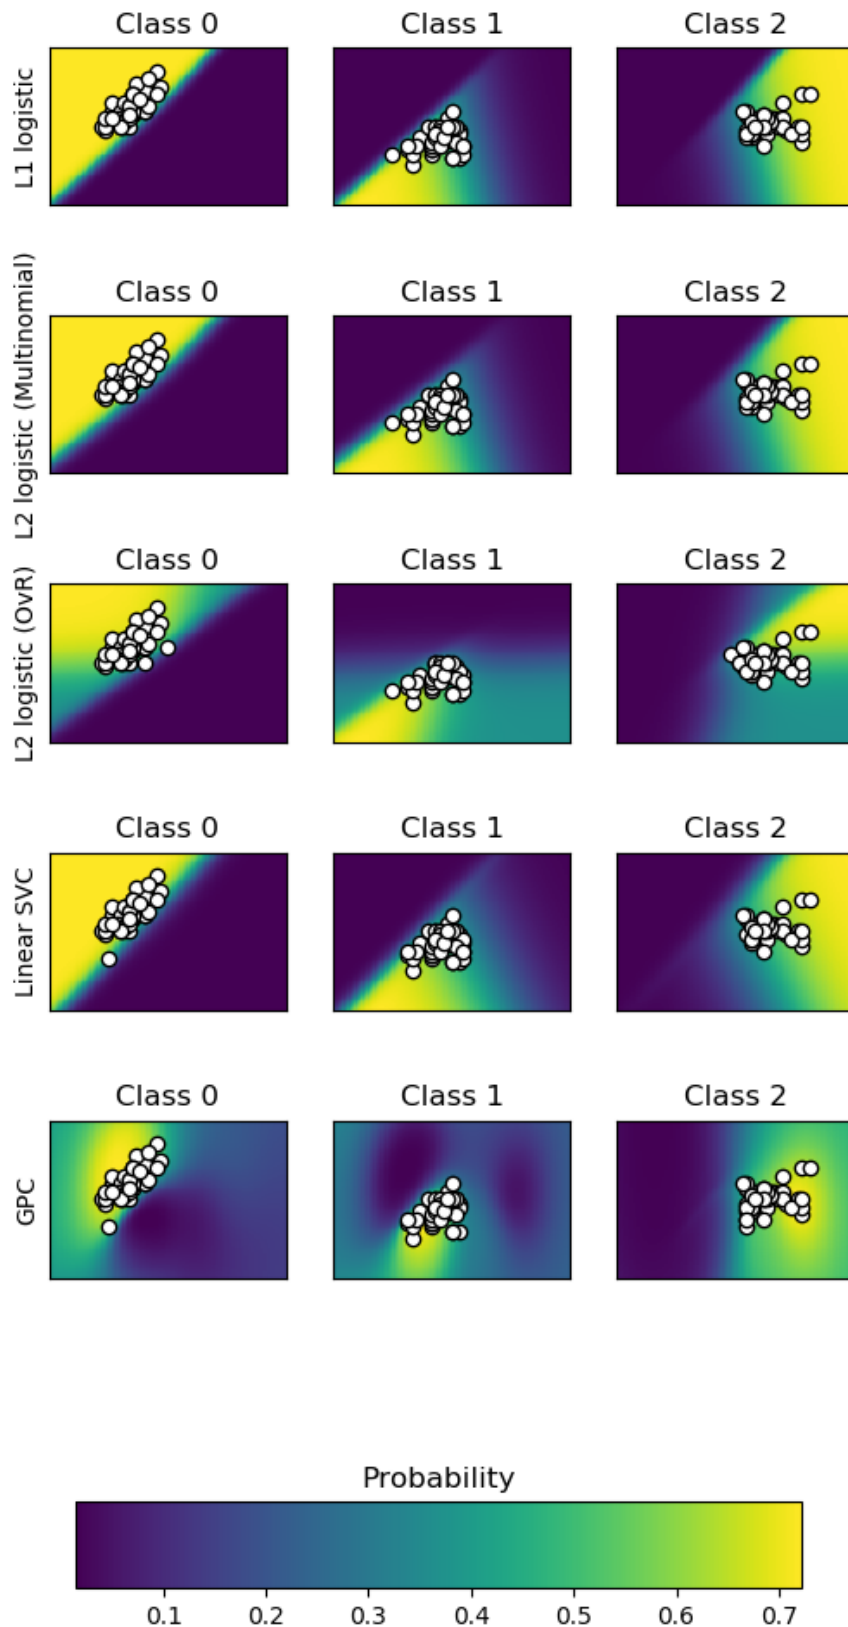 Class 0 Class 1 Class 2
L1 logistic
Class 0 Class 1 Class 2
L2 logistic (Multinomial)
Class 0 Class 1 Class 2
L2 logistic (OvR)
Class 0 Class 1 Class 2
Linear SVC
Class 0 Class 1 Class 2
GPC
Probability
0.1 0.2 0.3 0.4 0.5 0.6 0.7